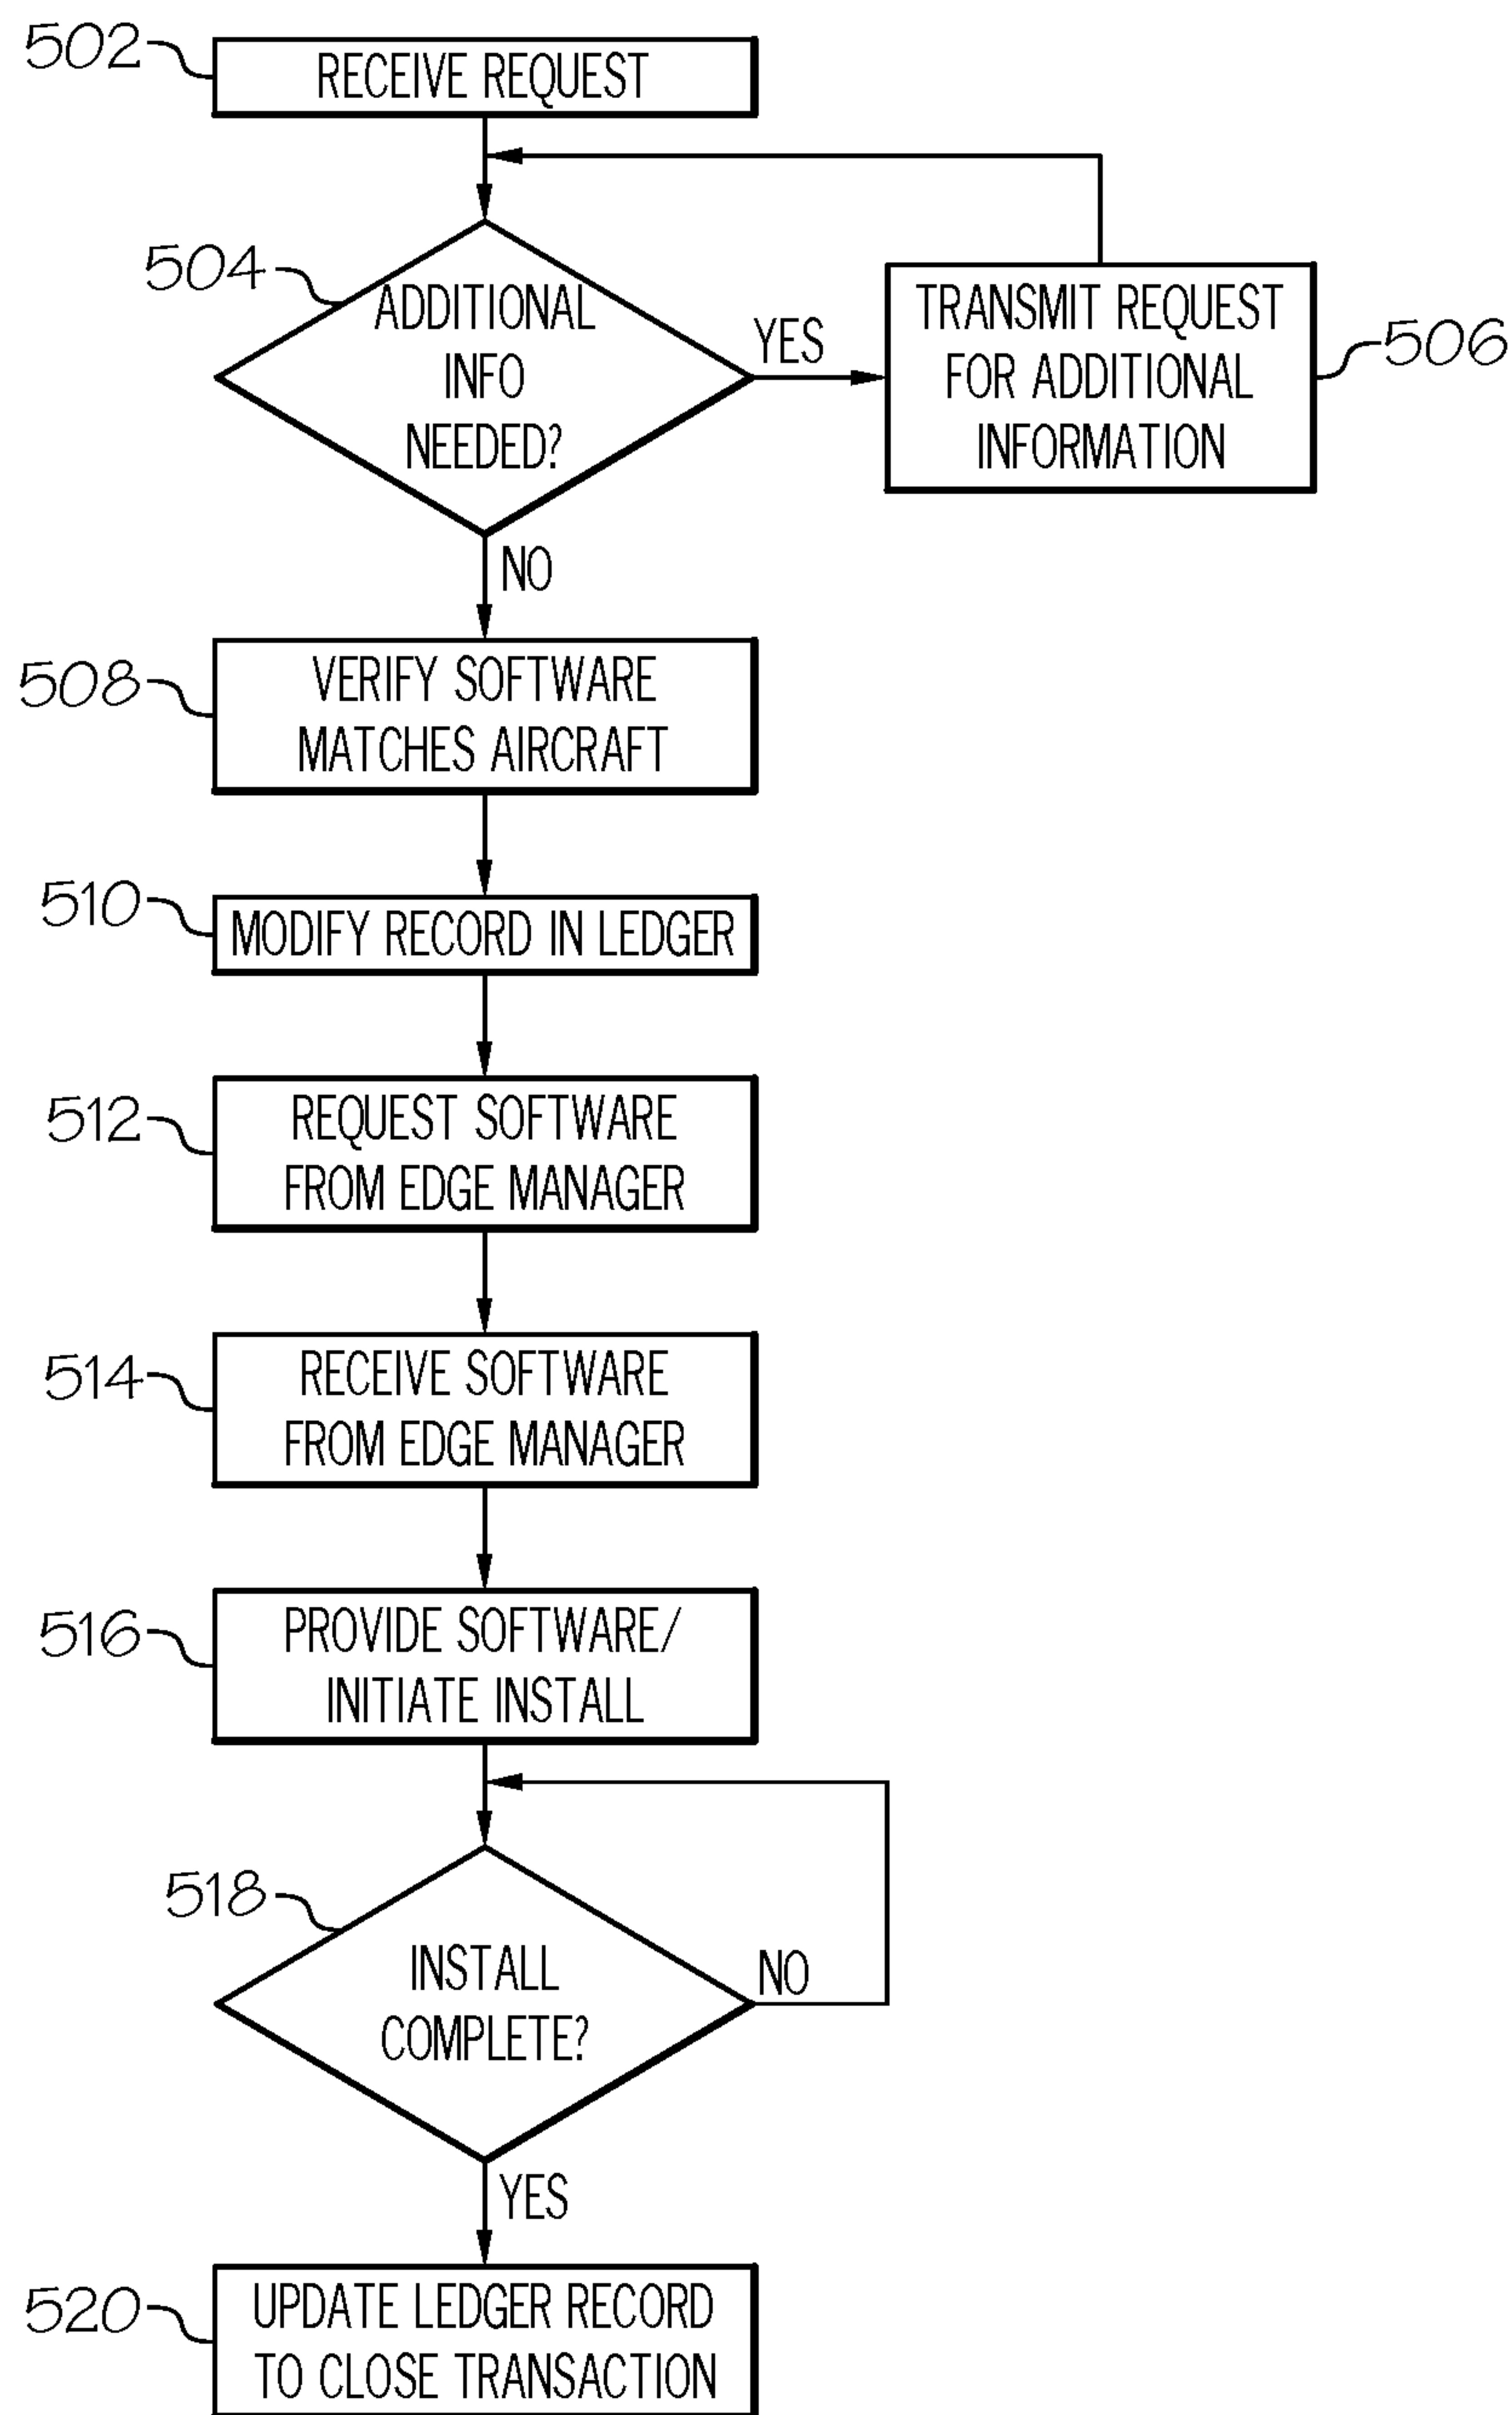 502
RECEIVE REQUEST
504
ADDITIONAL
INFO
NEEDED?
YES
TRANSMIT REQUEST
FOR ADDITIONAL
INFORMATION
506
NO
508
VERIFY SOFTWARE
MATCHES AIRCRAFT
510
MODIFY RECORD IN LEDGER
512
REQUEST SOFTWARE
FROM EDGE MANAGER
514
RECEIVE SOFTWARE
FROM EDGE MANAGER
516
PROVIDE SOFTWARE/
INITIATE INSTALL
518
INSTALL
COMPLETE?
NO
YES
520
UPDATE LEDGER RECORD
TO CLOSE TRANSACTION